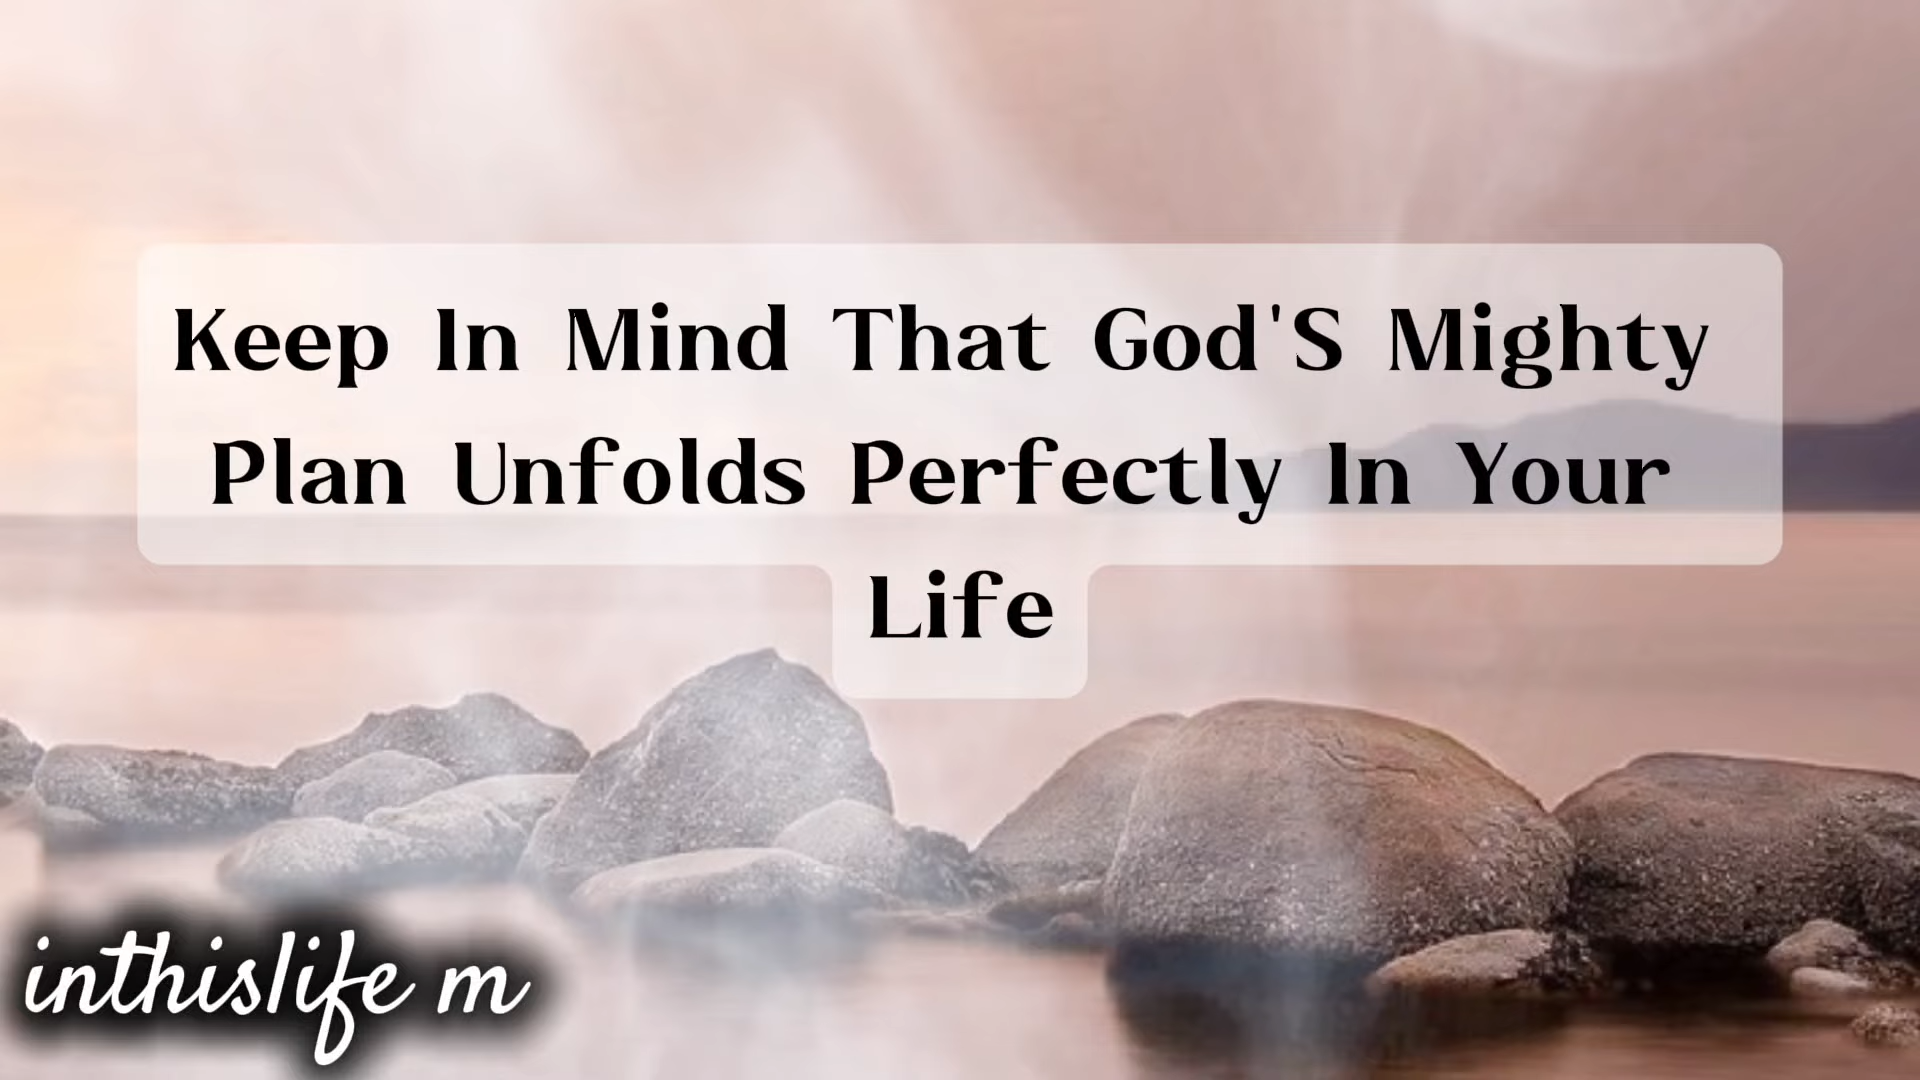 Keep In Mind That God'S Mighty
Plan Unfolds Perfectly In Your
Life
inthislife m